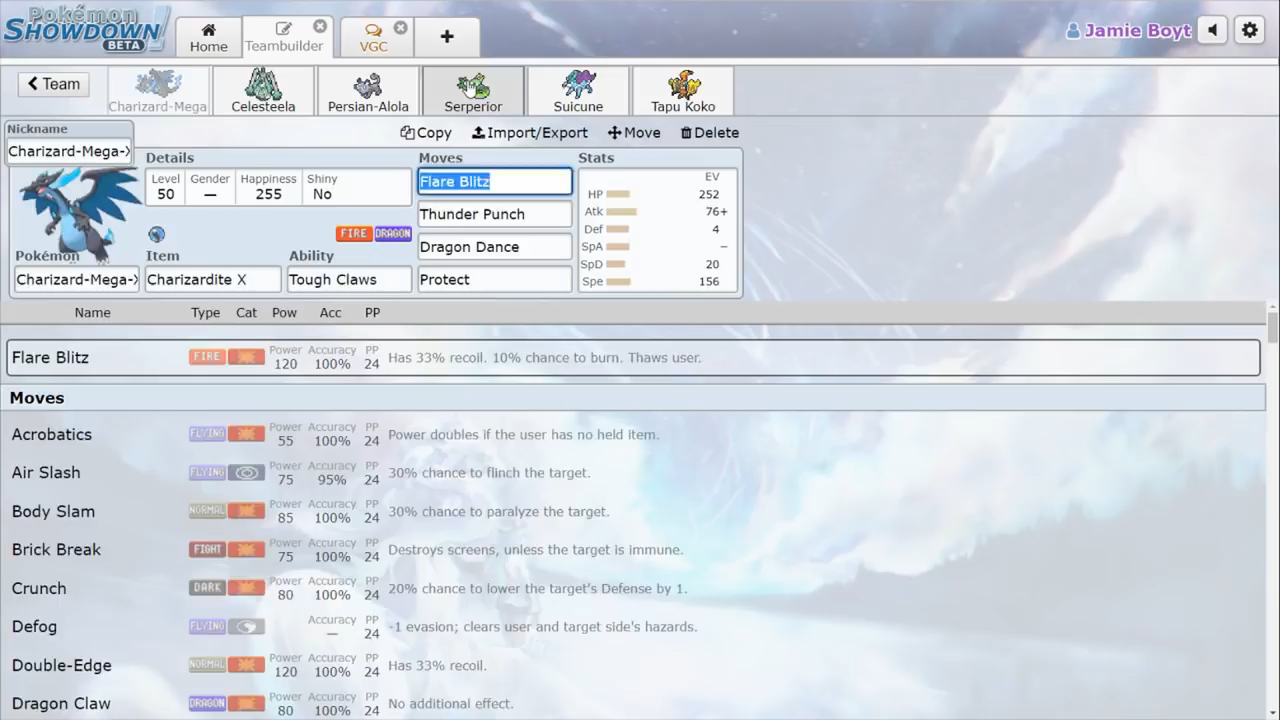 Pokémon
SHOWDOWN!
BETA
Home
Teambuilder
VGC
Jamie Boyt
Team
Charizard-Mega
Celesteela
Persian-Alola
Serperior
Suicune
Tapu Koko
Copy
Import/Export
Move
Delete
Nickname
Charizard-Mega-X
Details
Moves
Stats
Level Gender Happiness Shiny
50 — 255 No
Flare Blitz
Thunder Punch
Dragon Dance
Protect
EV
HP 252
Atk 76+
Def 4
SpA –
SpD 20
Spe 156
FIRE DRAGON
Pokémon
Item
Ability
Charizard-Mega-X
Charizardite X
Tough Claws
Name Type Cat Pow Acc PP
Flare Blitz FIRE Power 120 Accuracy 100% PP 24 Has 33% recoil. 10% chance to burn. Thaws user.
Moves
Acrobatics FLYING Power 55 Accuracy 100% PP 24 Power doubles if the user has no held item.
Air Slash FLYING Power 75 Accuracy 95% PP 24 30% chance to flinch the target.
Body Slam NORMAL Power 85 Accuracy 100% PP 24 30% chance to paralyze the target.
Brick Break FIGHT Power 75 Accuracy 100% PP 24 Destroys screens, unless the target is immune.
Crunch DARK Power 80 Accuracy 100% PP 24 20% chance to lower the target's Defense by 1.
Defog FLYING Accuracy — PP 24 -1 evasion; clears user and target side's hazards.
Double-Edge NORMAL Power 120 Accuracy 100% PP 24 Has 33% recoil.
Dragon Claw DRAGON Power 80 Accuracy 100% PP 24 No additional effect.